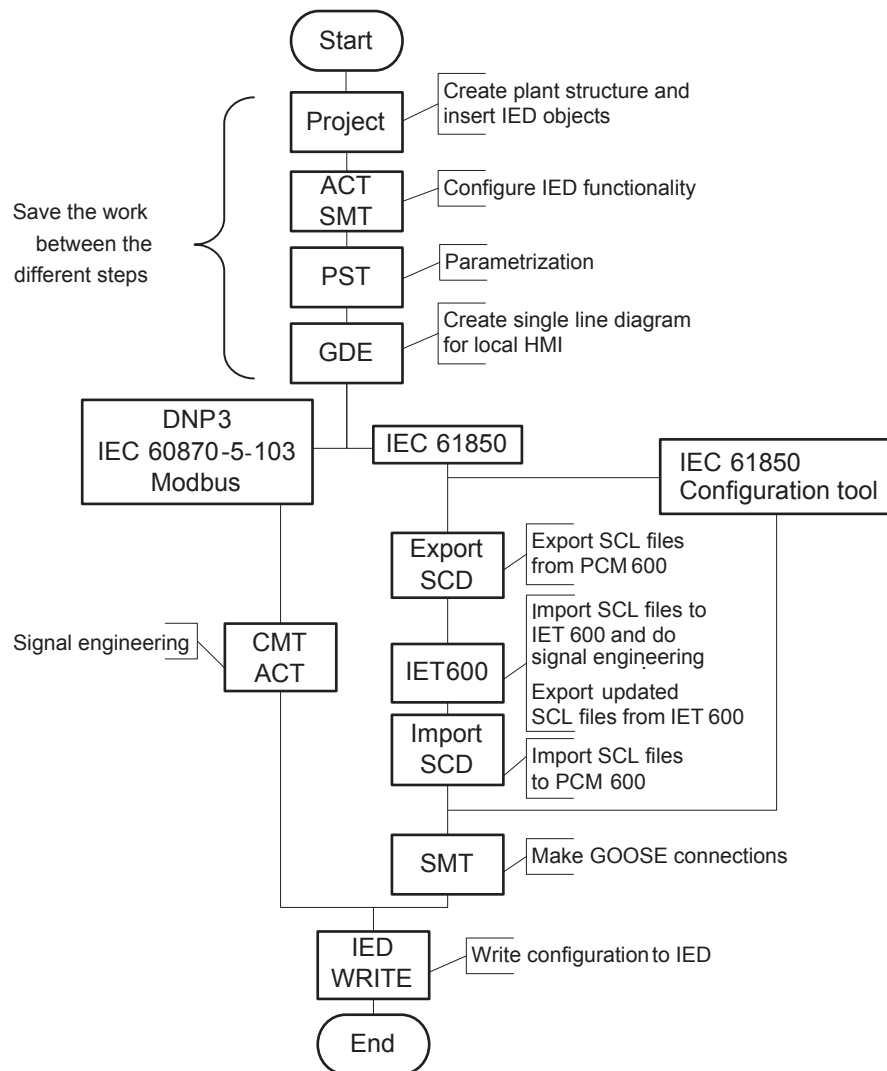 Start
Project
Create plant structure and
insert IED objects
ACT
SMT
Configure IED functionality
Save the work
between the
different steps
PST
Parametrization
GDE
Create single line diagram
for local HMI
DNP3
IEC 60870-5-103
Modbus
IEC 61850
IEC 61850
Configuration tool
Export
SCD
Export SCL files
from PCM 600
Signal engineering
CMT
ACT
IET600
Import SCL files to
IET 600 and do
signal engineering
Export updated
SCL files from IET 600
Import
SCD
Import SCL files
to PCM 600
SMT
Make GOOSE connections
IED
WRITE
Write configuration to IED
End